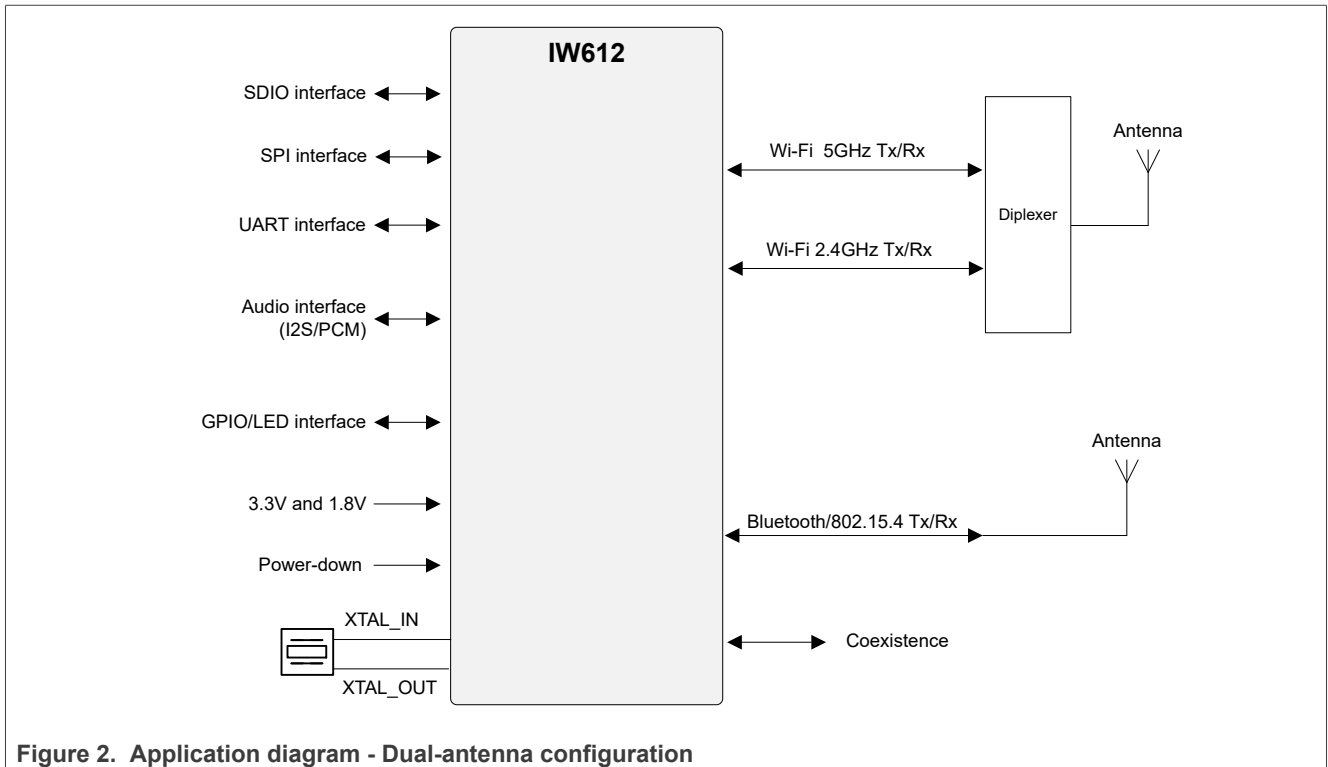 IW612
SDIO interface
SPI interface
UART interface
Audio interface
(I2S/PCM)
GPIO/LED interface
3.3V and 1.8V
Power-down
XTAL_IN
XTAL_OUT
Wi-Fi 5GHz Tx/Rx
Wi-Fi 2.4GHz Tx/Rx
Diplexer
Antenna
Antenna
Bluetooth/802.15.4 Tx/Rx
Coexistence
Figure 2. Application diagram - Dual-antenna configuration